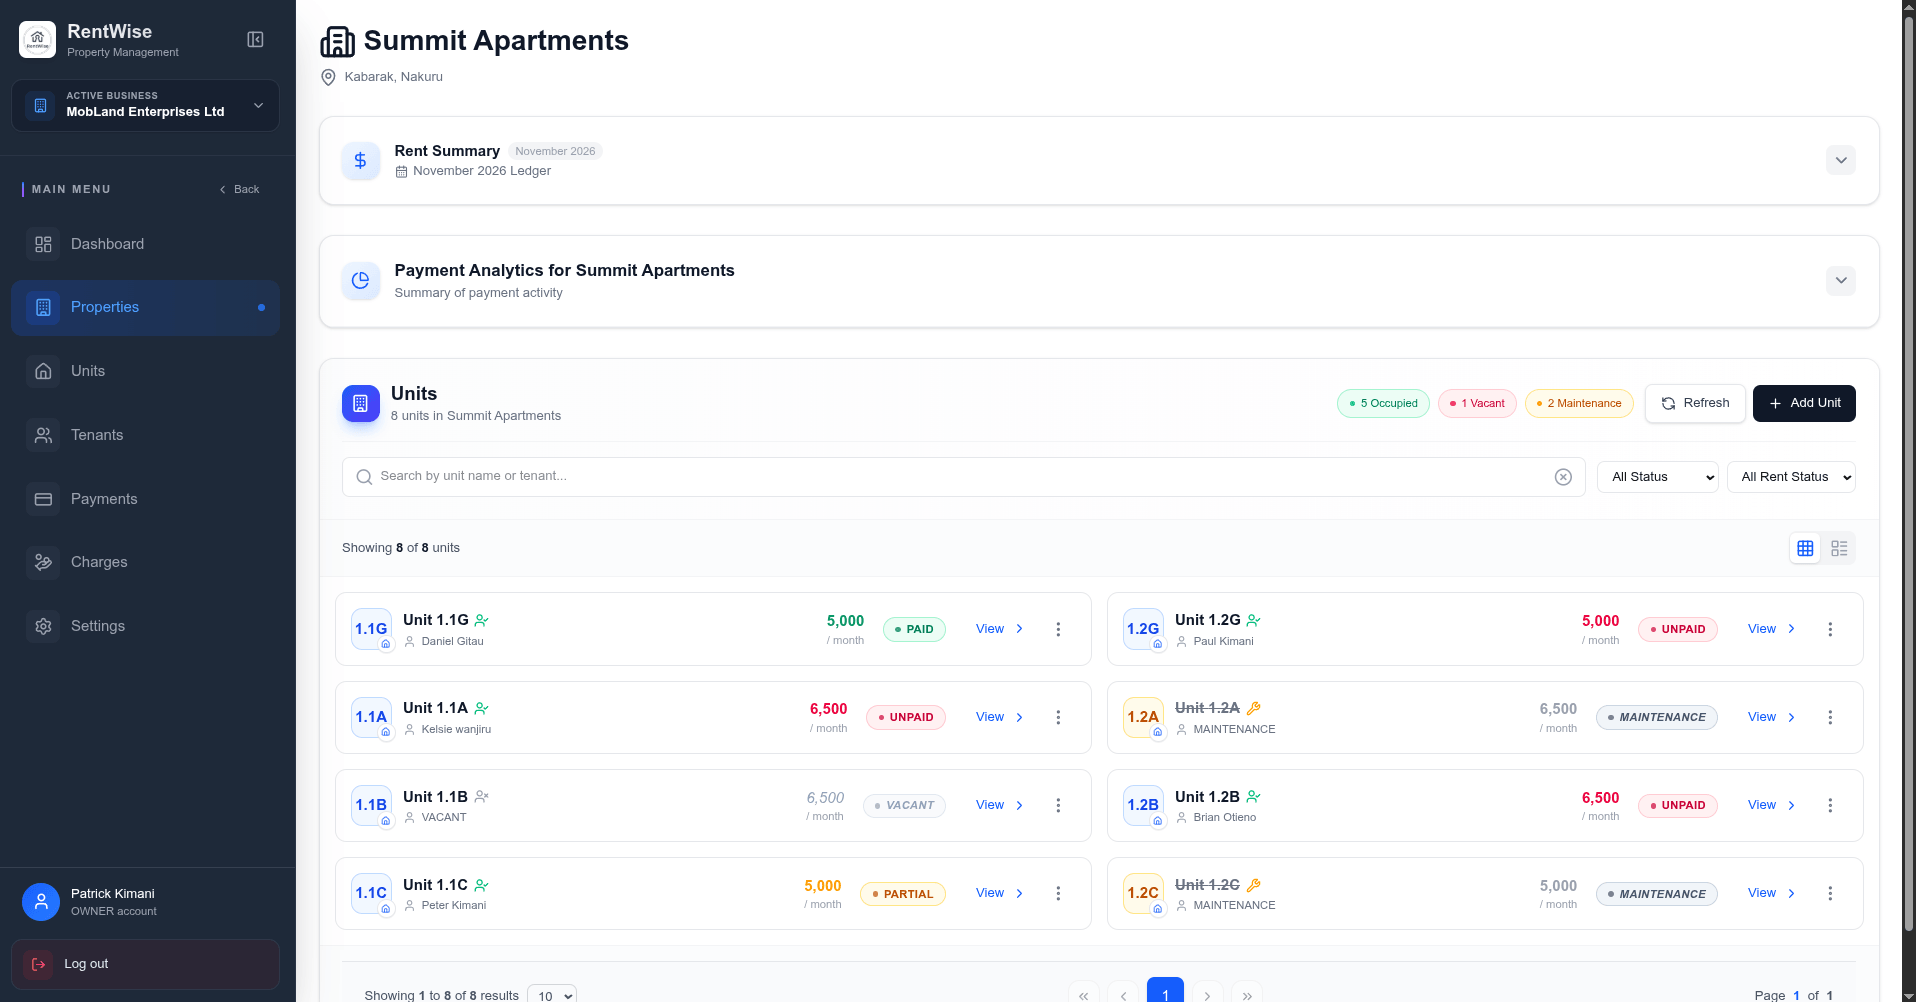 RentWise
Property Management
ACTIVE BUSINESS
MobLand Enterprises Ltd
MAIN MENU
Back
Dashboard
Properties
Units
Tenants
Payments
Charges
Settings
Patrick Kimani
OWNER account
Log out
Summit Apartments
Kabarak, Nakuru
Rent Summary November 2026
November 2026 Ledger
Payment Analytics for Summit Apartments
Summary of payment activity
Units
8 units in Summit Apartments
5 Occupied 1 Vacant 2 Maintenance Refresh + Add Unit
Search by unit name or tenant...
All Status All Rent Status
Showing 8 of 8 units
1.1G Unit 1.1G
Daniel Gitau
5,000
/ month
PAID View
1.2G Unit 1.2G
Paul Kimani
5,000
/ month
UNPAID View
1.1A Unit 1.1A
Kelsie wanjiru
6,500
/ month
UNPAID View
1.2A Unit 1.2A
MAINTENANCE
6,500
/ month
MAINTENANCE View
1.1B Unit 1.1B
VACANT
6,500
/ month
VACANT View
1.2B Unit 1.2B
Brian Otieno
6,500
/ month
UNPAID View
1.1C Unit 1.1C
Peter Kimani
5,000
/ month
PARTIAL View
1.2C Unit 1.2C
MAINTENANCE
5,000
/ month
MAINTENANCE View
Showing 1 to 8 of 8 results 10
« ‹ 1 › »
Page 1 of 1